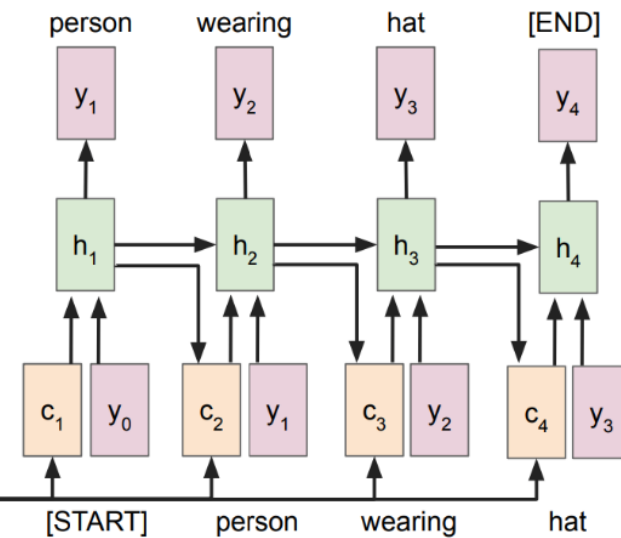 person wearing hat [END]
y1 y2 y3 y4
h1 h2 h3 h4
c1 y0 c2 y1 c3 y2 c4 y3
[START] person wearing hat